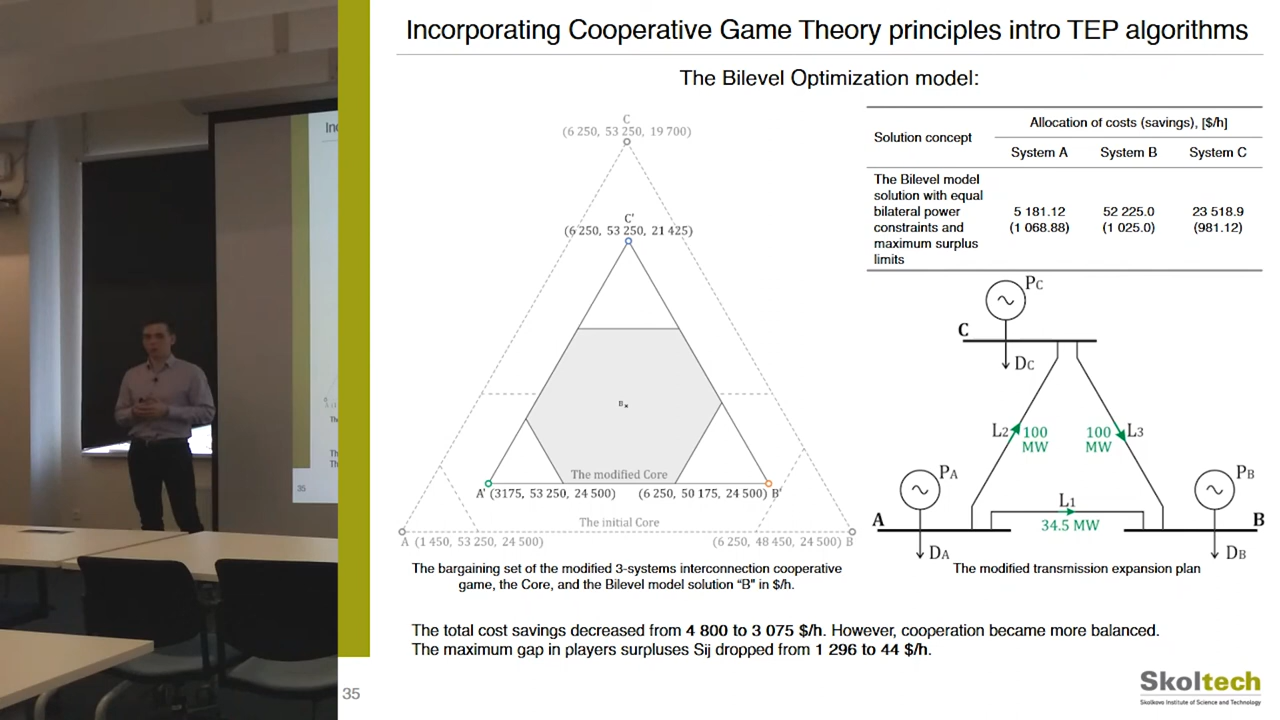 Incorporating Cooperative Game Theory principles intro TEP algorithms
The Bilevel Optimization model:
C
(6 250, 53 250, 19 700)
C'
(6 250, 53 250, 21 425)
B
The modified Core
A' (3175, 53 250, 24 500)
(6 250, 50 175, 24 500) B'
The initial Core
A (1 450, 53 250, 24 500)
(6 250, 48 450, 24 500) B
The bargaining set of the modified 3-systems interconnection cooperative
game, the Core, and the Bilevel model solution “B” in $/h.
Solution concept
Allocation of costs (savings), [$/h]
System A System B System C
The Bilevel model
solution with equal
bilateral power
constraints and
maximum surplus
limits
5 181.12 52 225.0 23 518.9
(1 068.88) (1 025.0) (981.12)
PC
C
DC
L2 100
MW
100 L3
MW
PA
PB
L1
A
34.5 MW
B
DA
DB
The modified transmission expansion plan
The total cost savings decreased from 4 800 to 3 075 $/h. However, cooperation became more balanced.
The maximum gap in players surpluses Sij dropped from 1 296 to 44 $/h.
35
Skoltech
Skolkovo Institute of Science and Technology
In
35